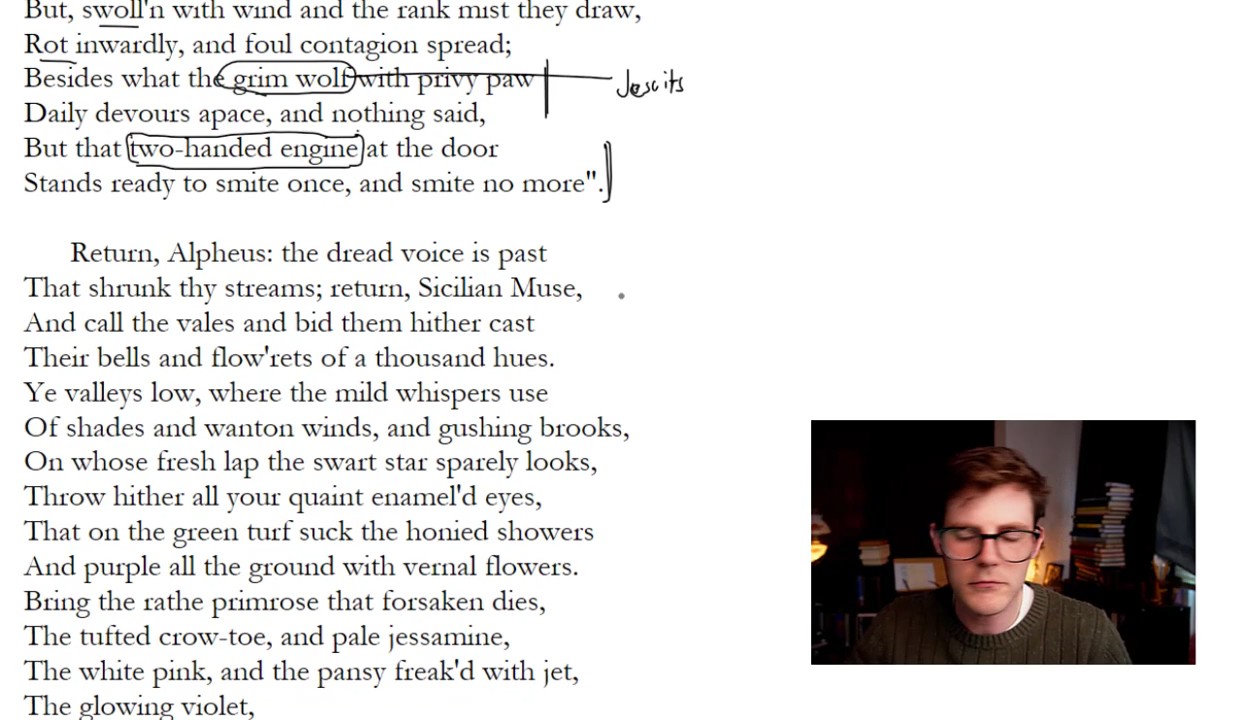 But, swoll'n with wind and the rank mist they draw,
Rot inwardly, and foul contagion spread;
Besides what the grim wolf with privy paw
Jesuits
Daily devours apace, and nothing said,
But that two-handed engine at the door
Stands ready to smite once, and smite no more".
Return, Alpheus: the dread voice is past
That shrunk thy streams; return, Sicilian Muse,
And call the vales and bid them hither cast
Their bells and flow'rets of a thousand hues.
Ye valleys low, where the mild whispers use
Of shades and wanton winds, and gushing brooks,
On whose fresh lap the swart star sparely looks,
Throw hither all your quaint enamel'd eyes,
That on the green turf suck the honied showers
And purple all the ground with vernal flowers.
Bring the rathe primrose that forsaken dies,
The tufted crow-toe, and pale jessamine,
The white pink, and the pansy freak'd with jet,
The glowing violet,